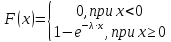 F(x)={0, при x<0
1−e^{−λ·x}, при x≥0